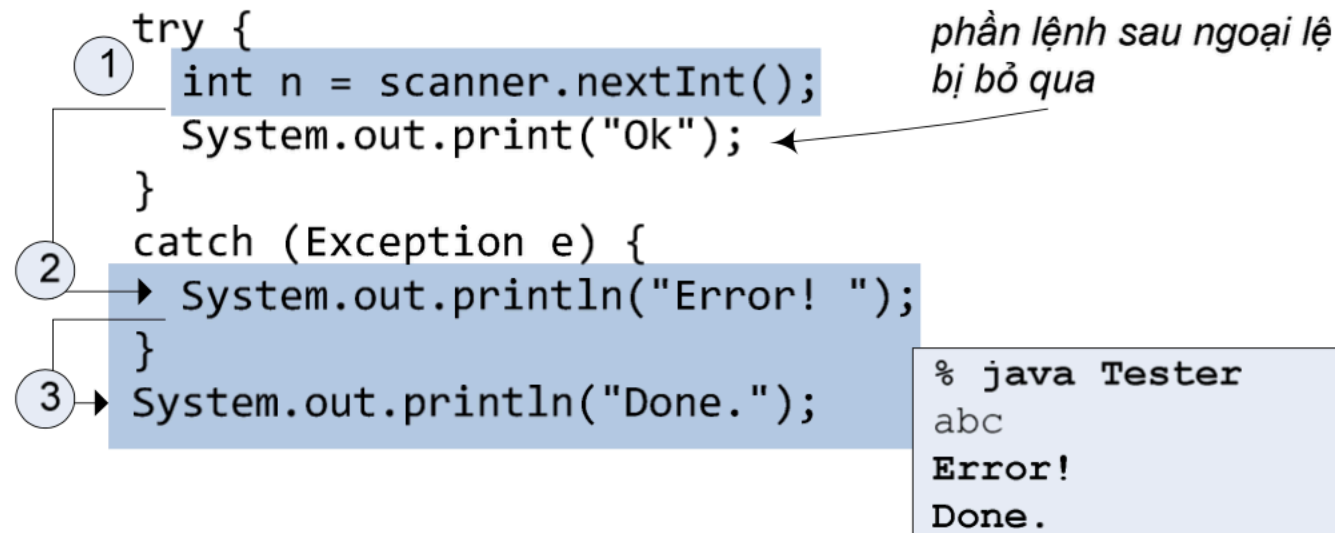 try {
1
int n = scanner.nextInt();
System.out.print("Ok");
}
catch (Exception e) {
2
System.out.println("Error! ");
}
3
System.out.println("Done.");
phần lệnh sau ngoại lệ
bị bỏ qua
% java Tester
abc
Error!
Done.